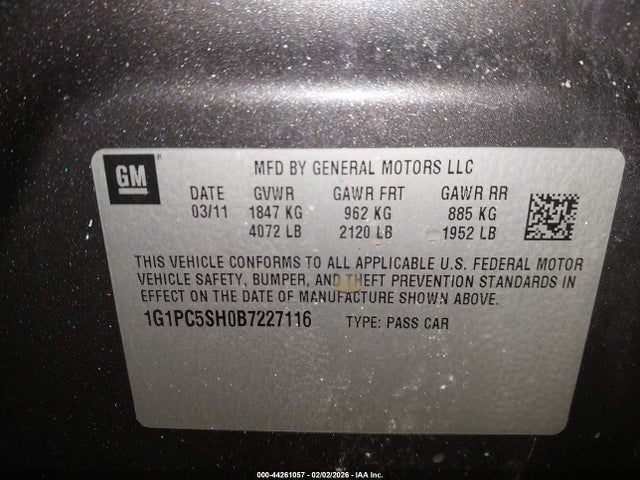 GM
MFD BY GENERAL MOTORS LLC
DATE GVWR GAWR FRT GAWR RR
03/11 1847 KG 962 KG 885 KG
4072 LB 2120 LB 1952 LB
THIS VEHICLE CONFORMS TO ALL APPLICABLE U.S. FEDERAL MOTOR
VEHICLE SAFETY, BUMPER, AND THEFT PREVENTION STANDARDS IN
EFFECT ON THE DATE OF MANUFACTURE SHOWN ABOVE.
1G1PC5SH0B7227116 TYPE: PASS CAR
000-44261057 - 02/02/2026 - IAA Inc.